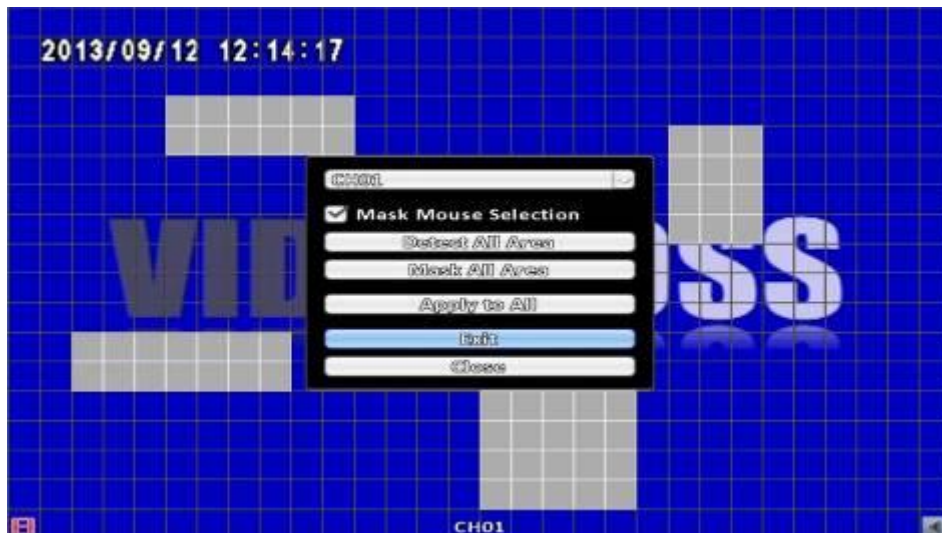 2013/09/12 12:14:17
CH01
Mask Mouse Selection
Detect All Area
Mask All Area
Apply to All
Exit
Close
CH01